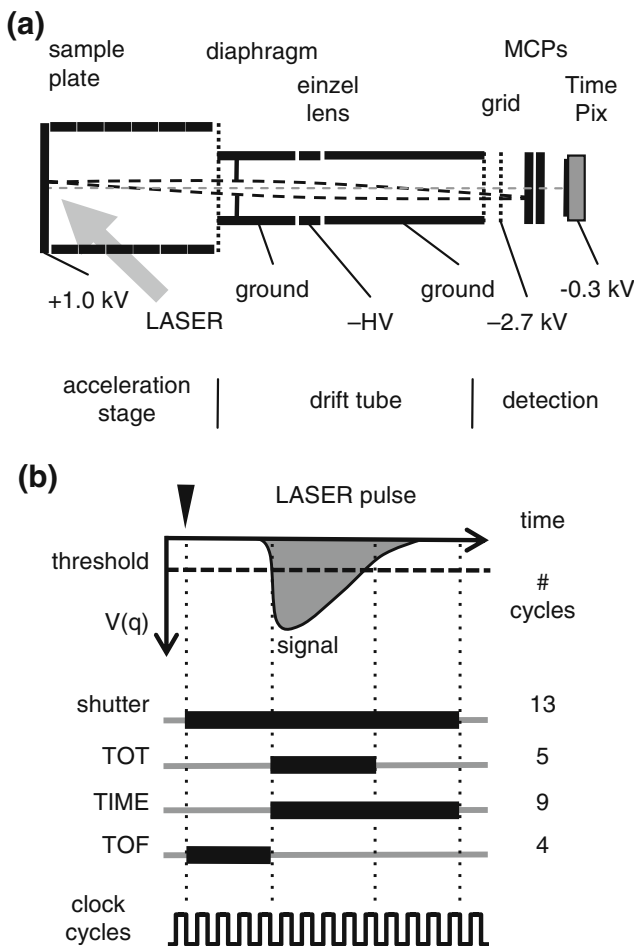 (a)
sample
plate
diaphragm
einzel
lens
MCPs
grid
Time
Pix
+1.0 kV
LASER
ground
–HV
ground
–2.7 kV
-0.3 kV
acceleration
stage
drift tube
detection
(b)
LASER pulse
time
threshold
#
cycles
V(q)
signal
shutter
13
TOT
5
TIME
9
TOF
4
clock
cycles